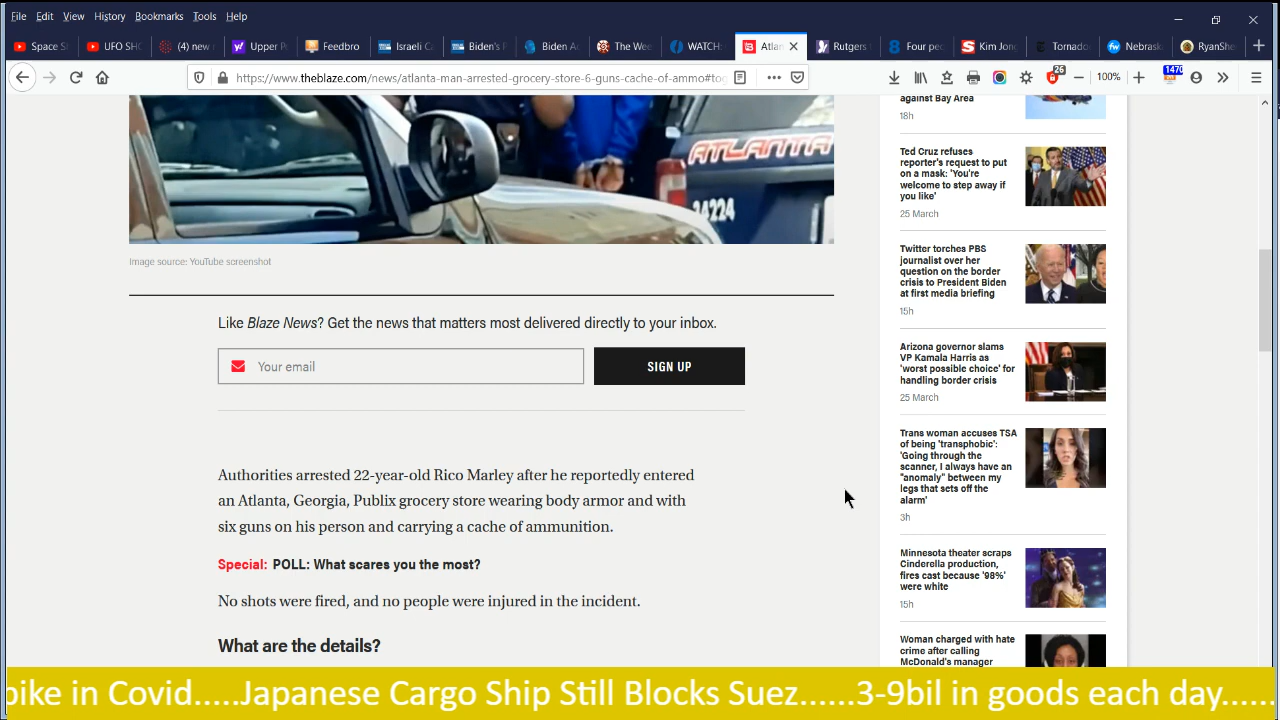 File Edit View History Bookmarks Tools Help
Space S UFO SHO (4) new Upper P Feedbro Israeli C Biden's Biden A The Wee WATCH: Atlan Rutgers Four pec Kim Jong Tornado Nebrask RyanShe
https://www.theblaze.com/news/atlanta-man-arrested-grocery-store-6-guns-cache-of-ammo#tog
26
100%
1470
ATLANTA
34224
Image source: YouTube screenshot
Like Blaze News? Get the news that matters most delivered directly to your inbox.
Your email
SIGN UP
Authorities arrested 22-year-old Rico Marley after he reportedly entered
an Atlanta, Georgia, Publix grocery store wearing body armor and with
six guns on his person and carrying a cache of ammunition.
Special: POLL: What scares you the most?
No shots were fired, and no people were injured in the incident.
What are the details?
against Bay Area
18h
Ted Cruz refuses
reporter's request to put
on a mask: 'You're
welcome to step away if
you like'
25 March
Twitter torches PBS
journalist over her
question on the border
crisis to President Biden
at first media briefing
15h
Arizona governor slams
VP Kamala Harris as
'worst possible choice' for
handling border crisis
25 March
Trans woman accuses TSA
of being 'transphobic':
'Going through the
scanner, I always have an
"anomaly" between my
legs that sets off the
alarm'
3h
Minnesota theater scraps
Cinderella production,
fires cast because '98%'
were white
15h
Woman charged with hate
crime after calling
McDonald's manager
pike in Covid.....Japanese Cargo Ship Still Blocks Suez......3-9bil in goods each day......